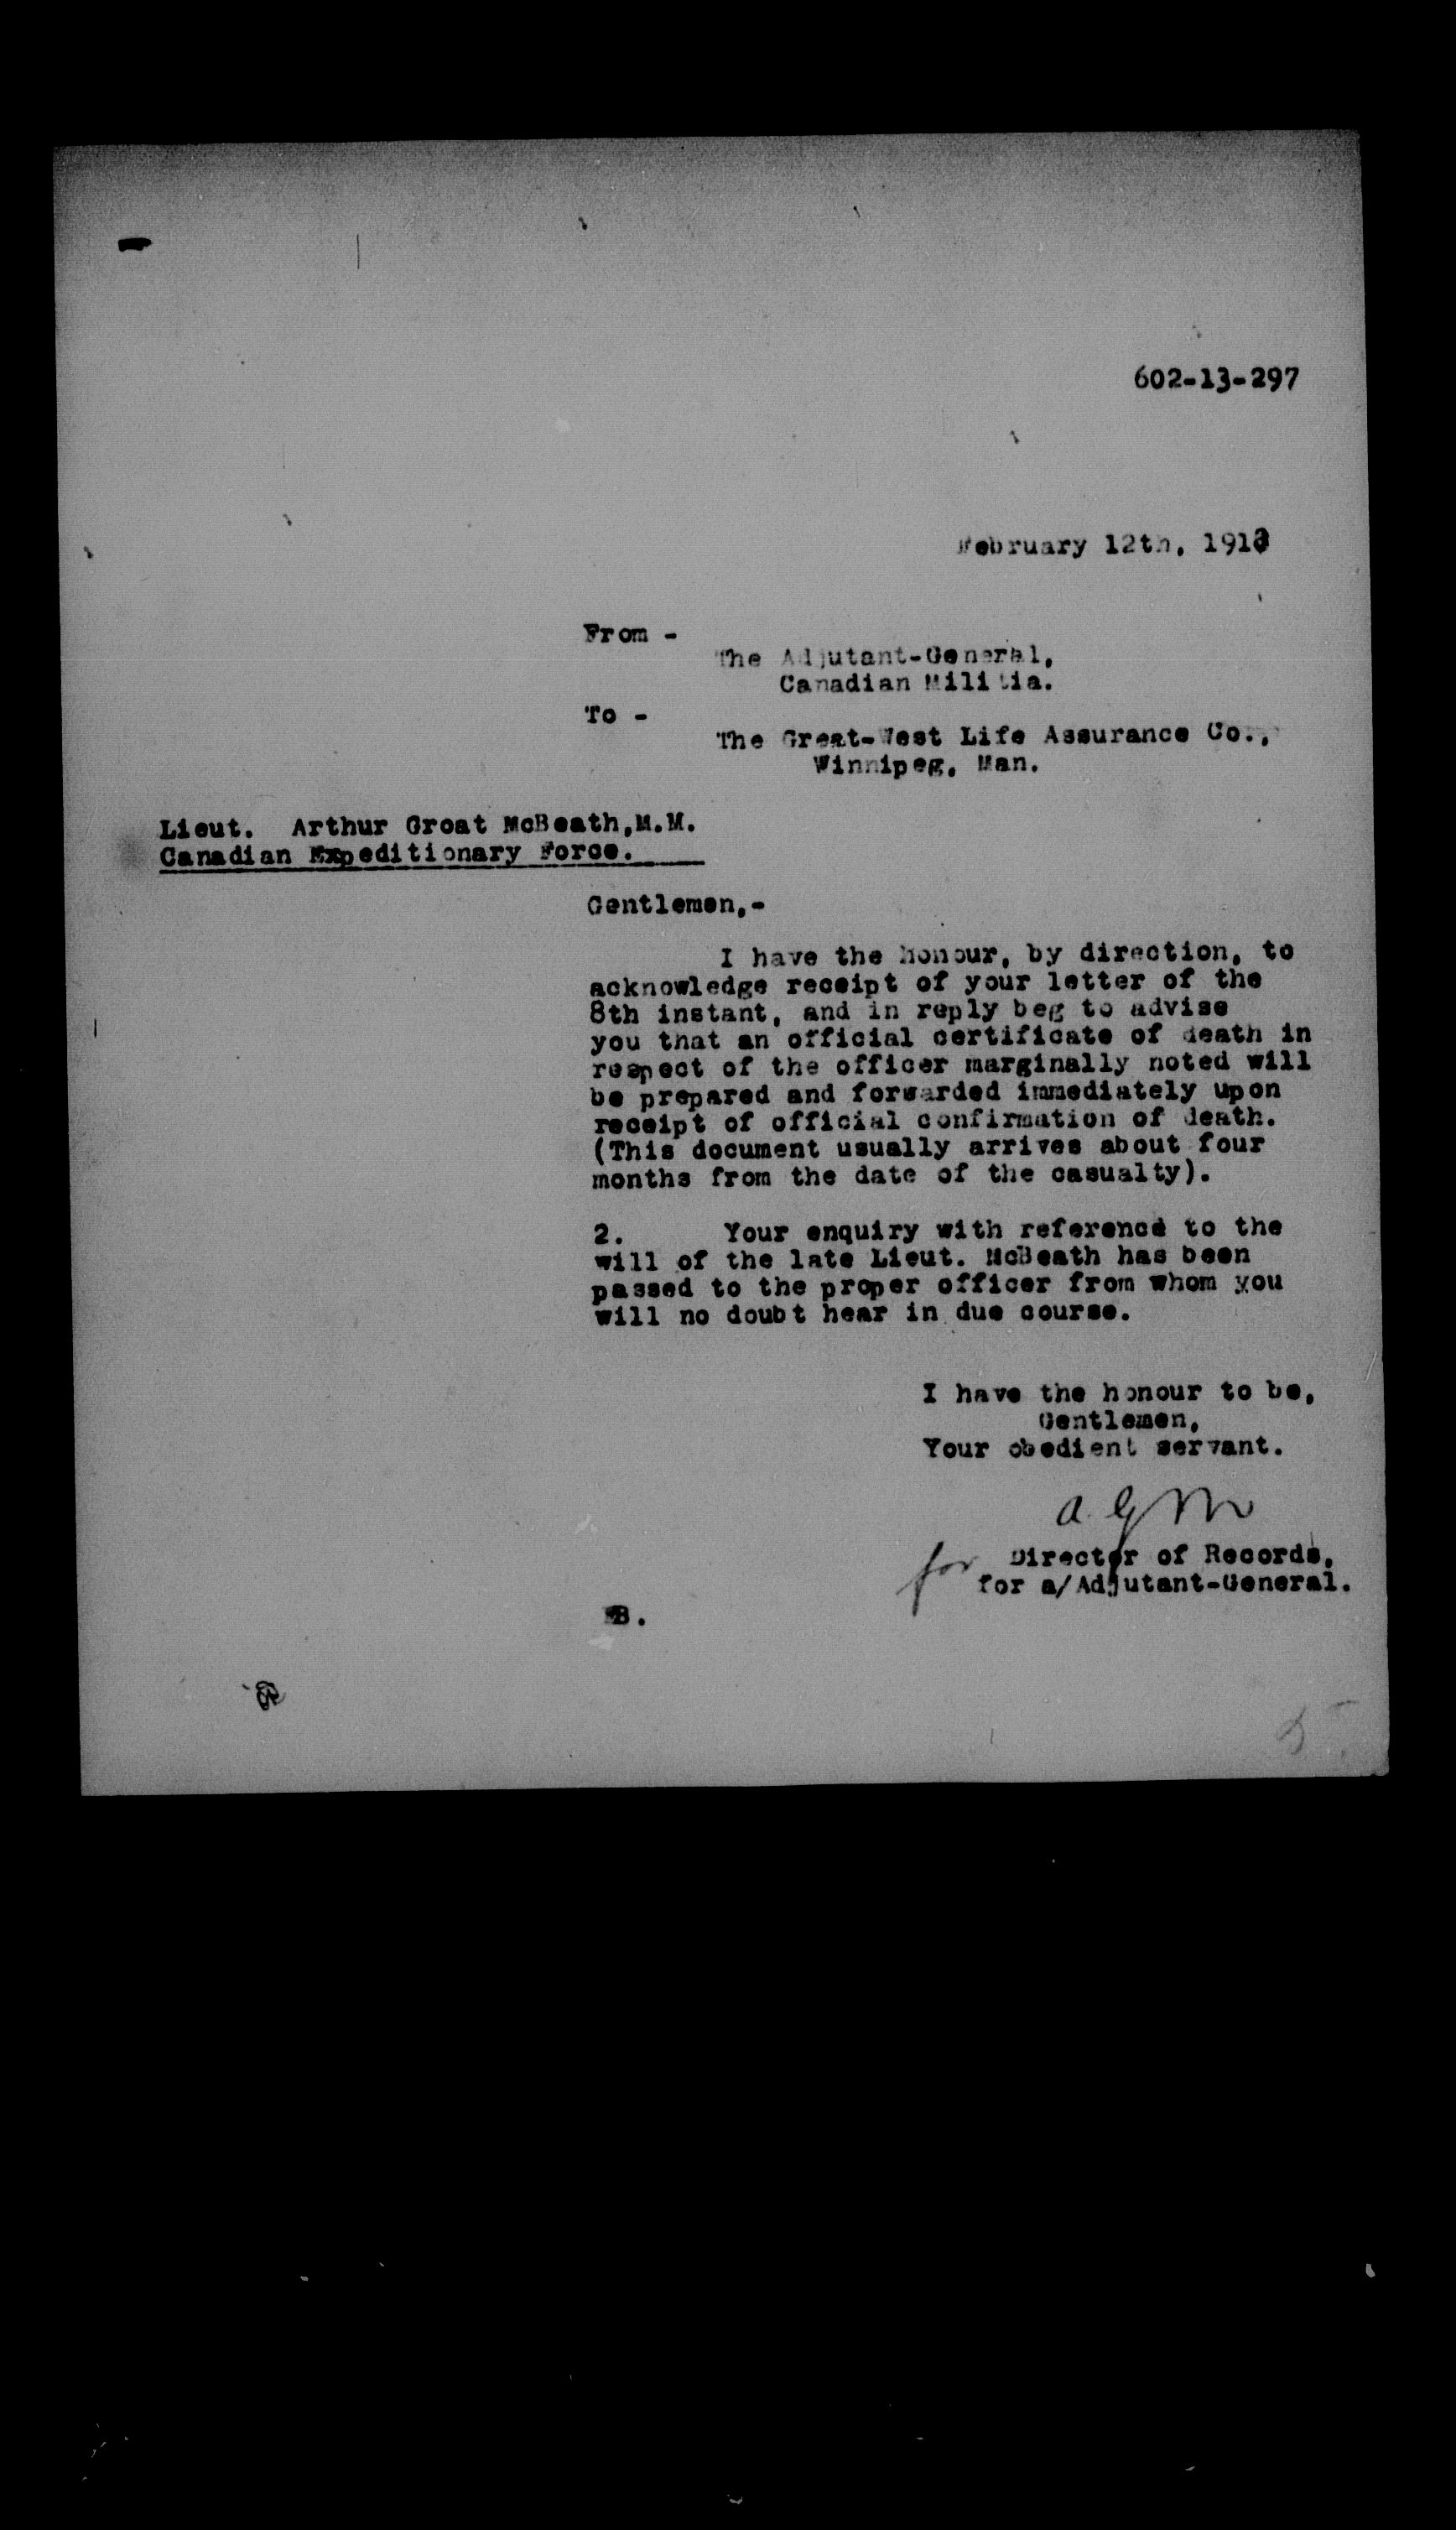 602-13-297
February 12th, 1918
From -
The Adjutant-General,
Canadian Militia.
To -
The Great-West Life Assurance Co.,
Winnipeg, Man.
Lieut. Arthur Groat McBeath,M.M.
Canadian Expeditionary Force.
Gentlemen,-
I have the honour, by direction, to
acknowledge receipt of your letter of the
8th instant, and in reply beg to advise
you that an official certificate of death in
respect of the officer marginally noted will
be prepared and forwarded immediately upon
receipt of official confirmation of death.
(This document usually arrives about four
months from the date of the casualty).
2. Your enquiry with reference to the
will of the late Lieut. McBeath has been
passed to the proper officer from whom you
will no doubt hear in due course.
I have the honour to be,
Gentlemen,
Your obedient servant.
for Director of Records,
for a/Adjutant-General.
B.